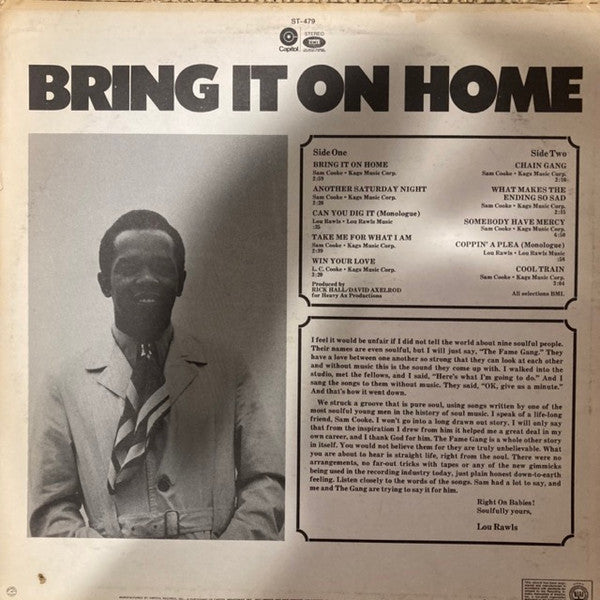 ST-479
Capitol
STEREO
BRING IT ON HOME
Side One
BRING IT ON HOME
Sam Cooke • Kags Music Corp.
2:59
ANOTHER SATURDAY NIGHT
Sam Cooke • Kags Music Corp.
2:28
CAN YOU DIG IT (Monologue)
Lou Rawls • Lou Rawls Music
:35
TAKE ME FOR WHAT I AM
Sam Cooke • Kags Music Corp.
2:39
WIN YOUR LOVE
L. C. Cooke • Kags Music Corp.
2:20
Produced by
RICK HALL/DAVID AXELROD
for Heavy Ax Productions
Side Two
CHAIN GANG
Sam Cooke • Kags Music Corp.
WHAT MAKES THE
ENDING SO SAD
Sam Cooke • Kags Music Corp.
2:35
SOMEBODY HAVE MERCY
Sam Cooke • Kags Music Corp.
4:50
COPPIN' A PLEA (Monologue)
Lou Rawls • Lou Rawls Music
COOL TRAIN
Sam Cooke • Kags Music Corp.
3:04
All selections BMI.
I feel it would be unfair if I did not tell the world about nine soulful people.
Their names are even soulful, but I will just say, "The Fame Gang." They
have a love between one another so strong that they can look at each other
and without music this is the sound they come up with. I walked into the
studio, met the fellows, and I said, "Here's what I'm going to do." And I
sang the songs to them without music. They said, "OK, give us a minute."
And that's how it went down.
We struck a groove that is pure soul, using songs written by one of the
most soulful young men in the history of soul music. I speak of a life-long
friend, Sam Cooke. I won't go into a long drawn out story. I will only say
that from the inspiration I drew from him it helped me a great deal in my
own career, and I thank God for him. The Fame Gang is a whole other story
in itself. You would not believe them for they are truly unbelievable. What
you are about to hear is straight life, right from the soul. There were no
arrangements, no far-out tricks with tapes or any of the new gimmicks
being used in the recording industry today, just plain honest down-to-earth
feeling. Listen closely to the words of the songs. Sam had a lot to say, and
me and The Gang are trying to say it for him.
Right On Babies!
Soulfully yours,
Lou Rawls